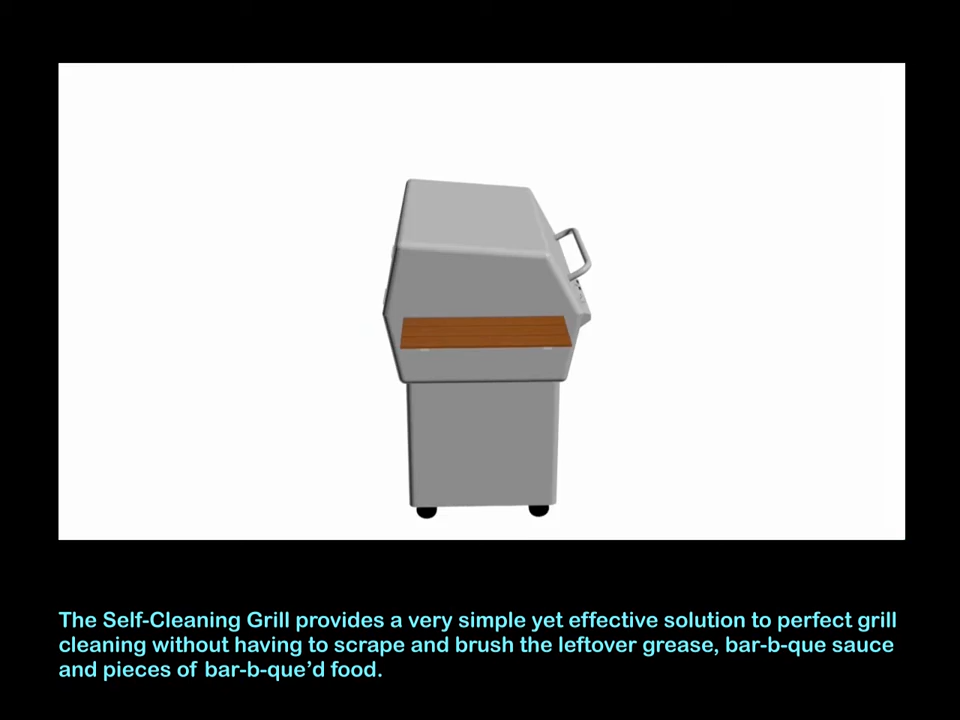 The Self-Cleaning Grill provides a very simple yet effective solution to perfect grill
cleaning without having to scrape and brush the leftover grease, bar-b-que sauce
and pieces of bar-b-que’d food.